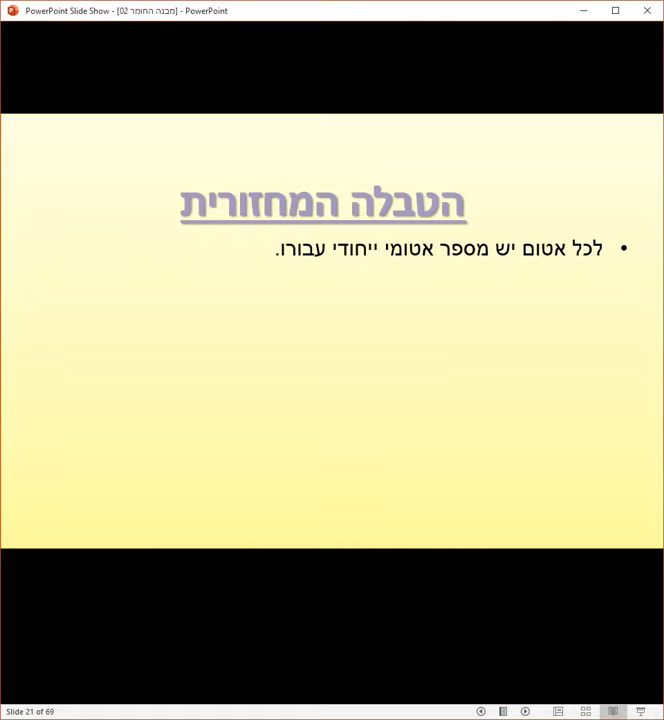 PowerPoint Slide Show - [מבנה החומר 02] - PowerPoint
הטבלה המחזורית
• לכל אטום יש מספר אטומי ייחודי עבורו.
Slide 21 of 69